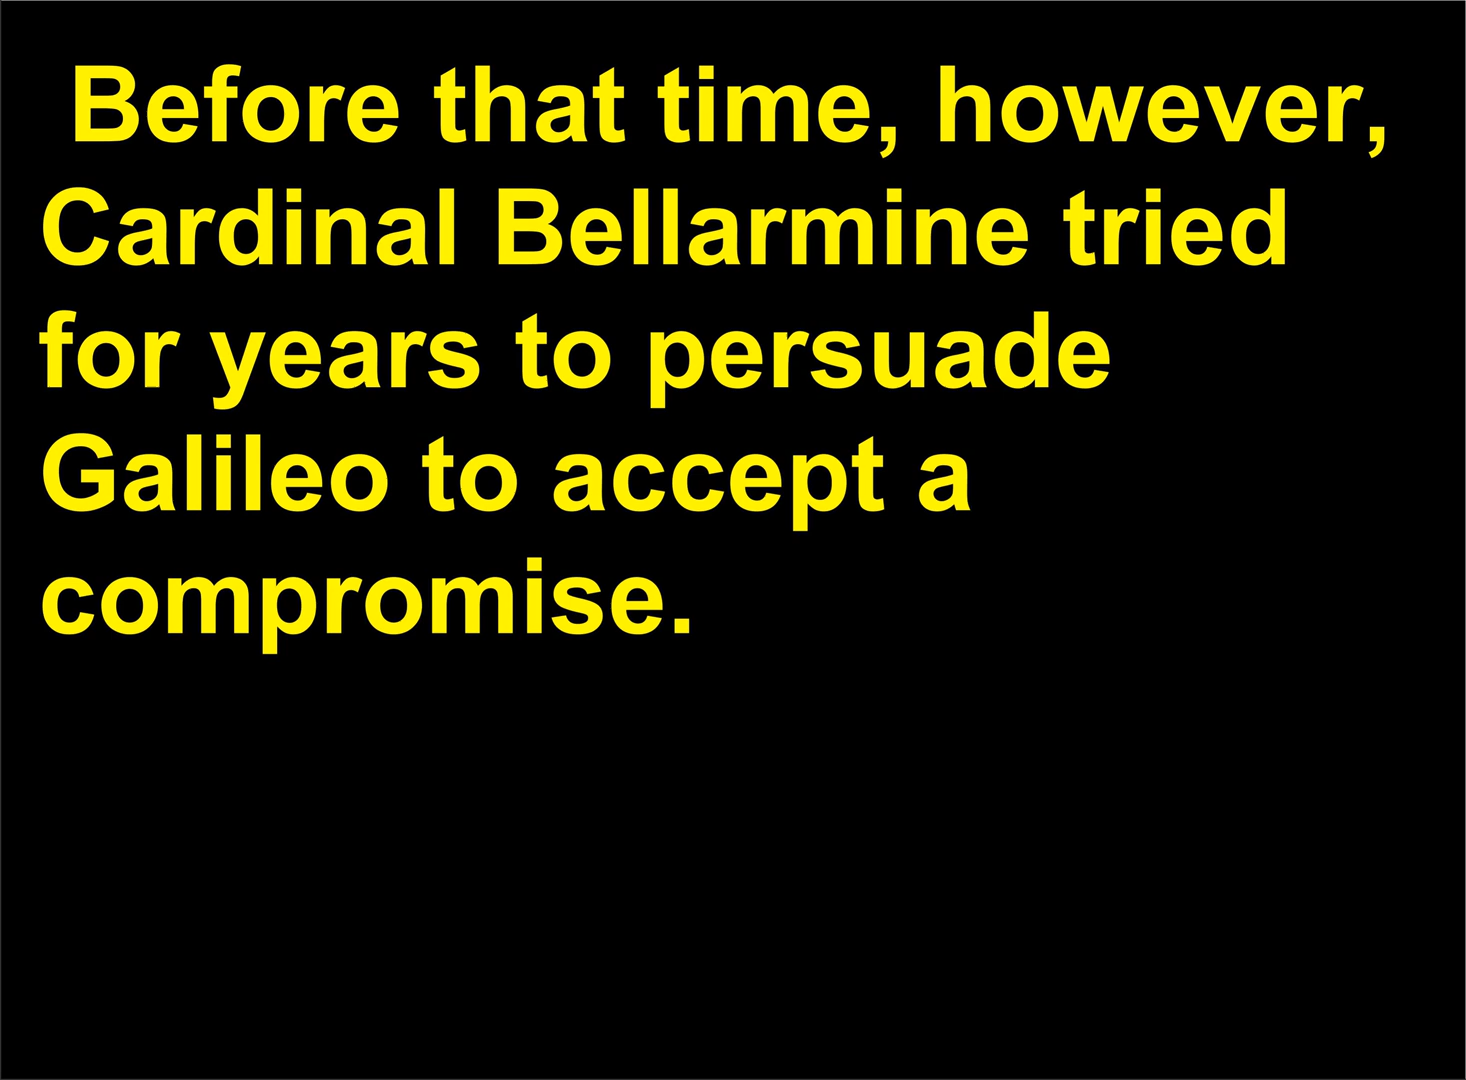 Before that time, however,
Cardinal Bellarmine tried
for years to persuade
Galileo to accept a
compromise.